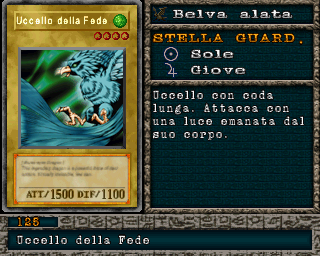 Uccello della Fede
ATT/1500 DIF/1100
Belva alata
STELLA GUARD.
Sole
Giove
Uccello con coda
lunga. Attacca con
una luce emanata dal
suo corpo.
125
Uccello della Fede